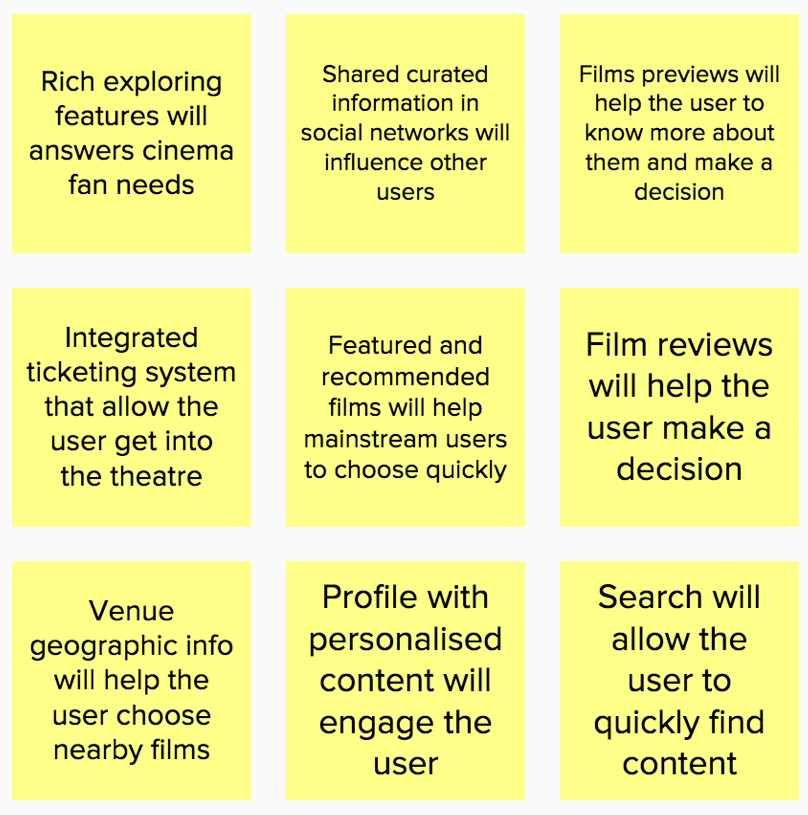 Rich exploring
features will
answers cinema
fan needs
Shared curated
information in
social networks will
influence other
users
Films previews will
help the user to
know more about
them and make a
decision
Integrated
ticketing system
that allow the
user get into
the theatre
Featured and
recommended
films will help
mainstream users
to choose quickly
Film reviews
will help the
user make a
decision
Venue
geographic info
will help the
user choose
nearby films
Profile with
personalised
content will
engage the
user
Search will
allow the
user to
quickly find
content